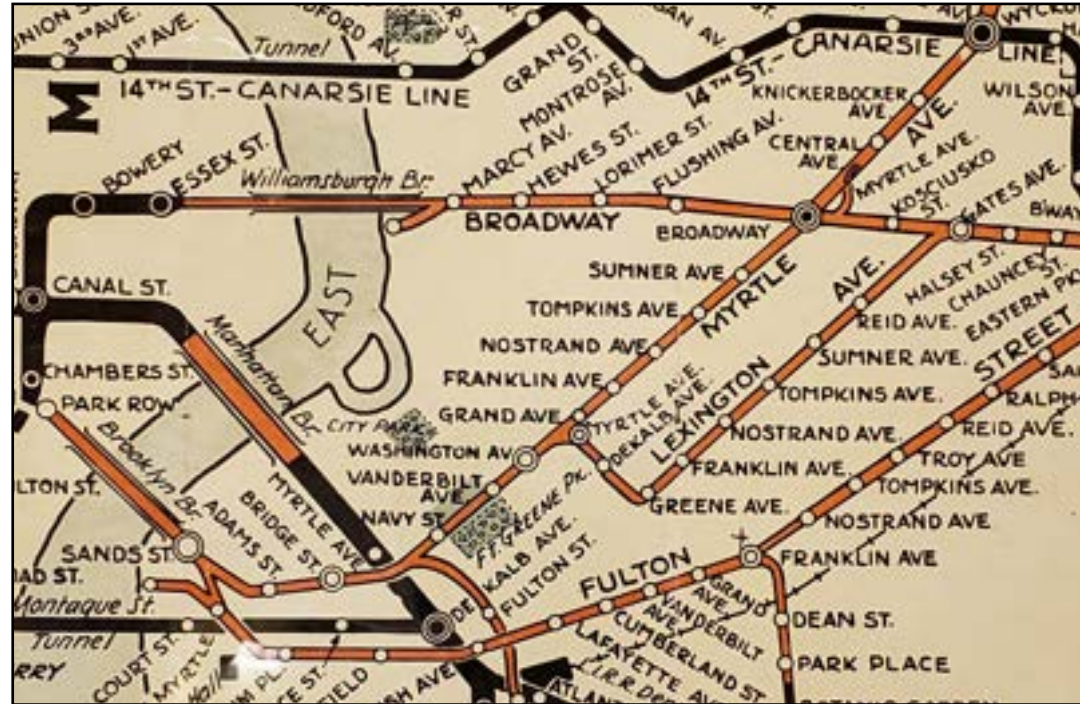 3RD AVE.
1ST AVE.
Tunnel
14TH ST.– CANARSIE LINE
M
GRAND ST.
MONTROSE AV.
14TH ST.–
CANARSIE LINE
KNICKERBOCKER AVE.
CENTRAL AVE
WILSON AVE.
BOWERY
ESSEX ST.
Williamsburgh Br.
MARCY AV.
HEWES ST.
LORIMER ST.
FLUSHING AV.
MYRTLE AVE.
KOSCIUSKO ST.
GATES AVE.
B'WAY
BROADWAY
BROADWAY
HALSEY ST.
CHAUNCEY ST.
EASTERN PK
CANAL ST.
EAST
SUMNER AVE.
TOMPKINS AVE.
NOSTRAND AVE.
FRANKLIN AVE.
GRAND AVE.
MYRTLE AVE.
Manhattan Br.
CHAMBERS ST.
PARK ROW
CITY PARK
WASHINGTON AV.
VANDERBILT AVE.
NAVY ST.
MYRTLE AVE.
DEKALB AVE.
LEXINGTON AVE.
REID AVE.
SUMNER AVE.
TOMPKINS AVE.
NOSTRAND AVE.
FRANKLIN AVE.
GREENE AVE.
Brooklyn Br.
SANDS ST.
ADAMS ST.
BRIDGE ST.
MYRTLE AVE
FT. GREENE PK.
DE KALB AVE.
FULTON ST.
FULTON STREET
RALPH
REID AVE.
TROY AVE
TOMPKINS AVE.
NOSTRAND AVE
FRANKLIN AVE
GRAND AVE.
VANDERBILT AVE.
CUMBERLAND ST.
LAFAYETTE AV
DEAN ST.
PARK PLACE
Montague St.
Tunnel
COURT ST.
MYRTLE
I.R.R.
ATLAN